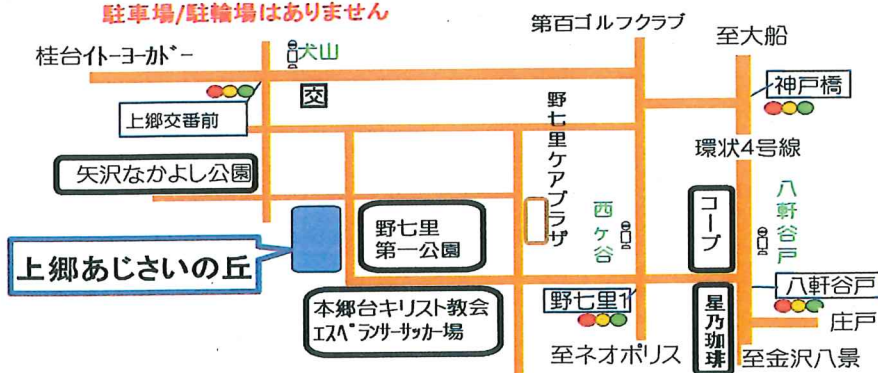 駐車場/駐輪場はありません
第百ゴルフクラブ
至大船
桂台イトーヨーカドー
犬山
神戸橋
交
上郷交番前
野七里ケアプラザ
環状4号線
矢沢なかよし公園
八軒谷戸
西ケ谷
コープ
野七里
第一公園
上郷あじさいの丘
八軒谷戸
本郷台キリスト教会
エスペランサーサッカー場
野七里1
星乃珈琲
庄戸
至ネオポリス
至金沢八景